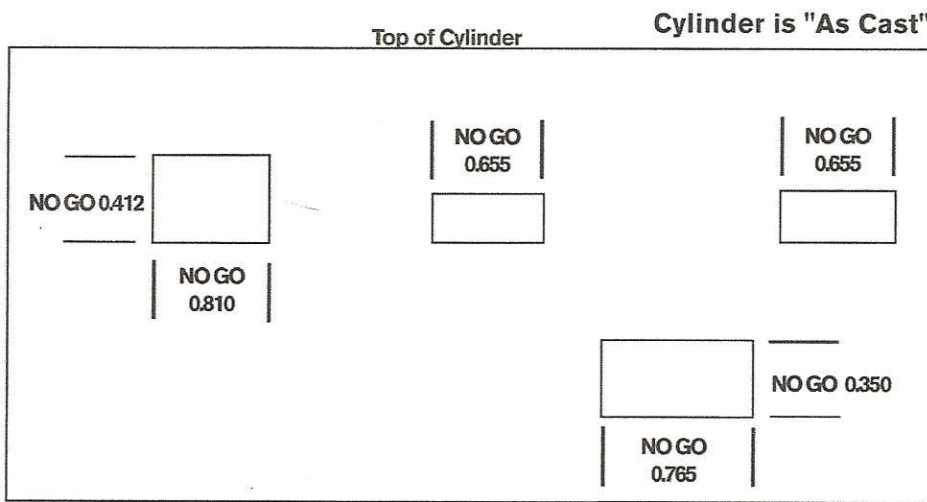 Cylinder is "As Cast"
Top of Cylinder
NO GO
0.655
NO GO
0.655
NO GO 0.412
NO GO
0.810
NO GO 0.350
NO GO
0.765